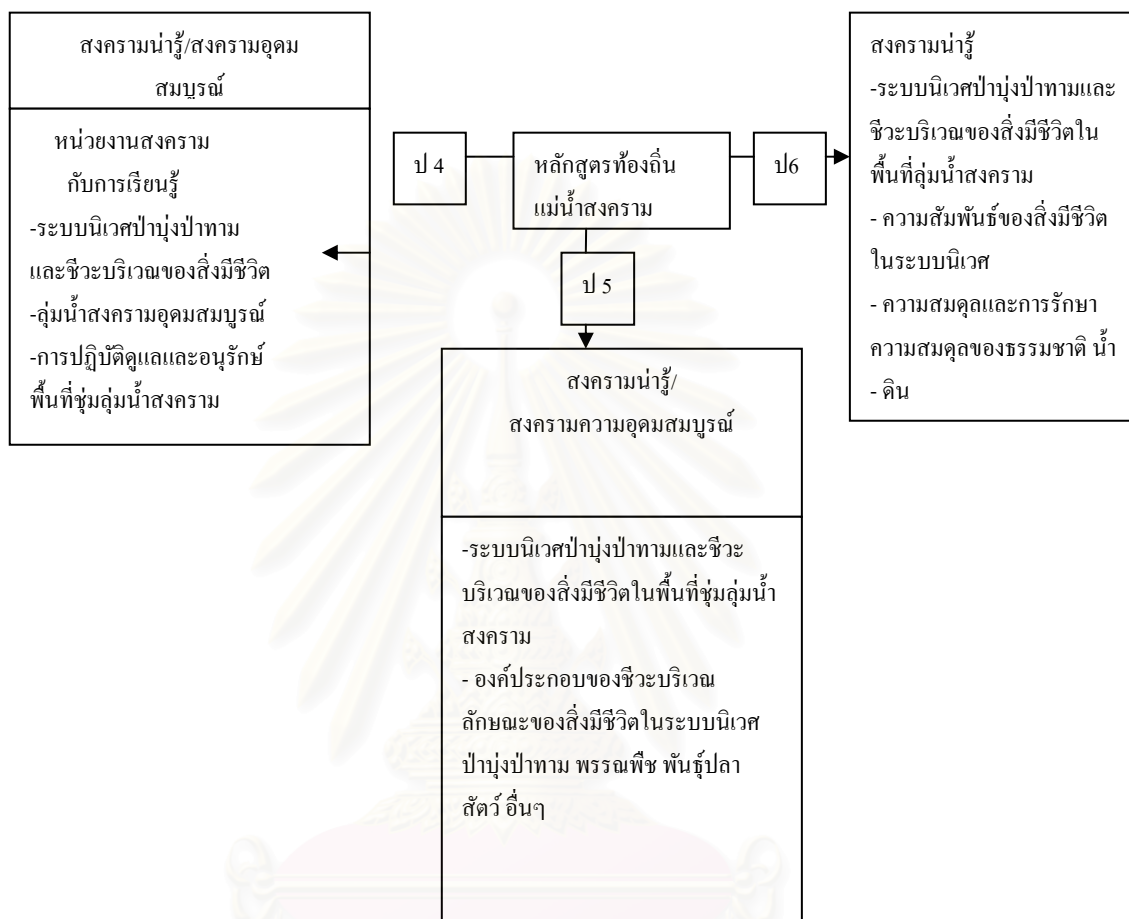 สงครามน่ารู้/สงครามอุดม
สมบูรณ์
หน่วยงานสงคราม
กับการเรียนรู้
-ระบบนิเวศป่าบุ่งป่าทาม
และชีวะบริเวณของสิ่งมีชีวิต
-ลุ่มน้ำสงครามอุดมสมบูรณ์
-การปฏิบัติดูแลและอนุรักษ์
พื้นที่ชุ่มลุ่มน้ำสงคราม
ป 4
หลักสูตรท้องถิ่น
แม่น้ำสงคราม
ป6
ป 5
สงครามน่ารู้
-ระบบนิเวศป่าบุ่งป่าทามและ
ชีวะบริเวณของสิ่งมีชีวิตใน
พื้นที่ลุ่มน้ำสงคราม
- ความสัมพันธ์ของสิ่งมีชีวิต
ในระบบนิเวศ
- ความสมดุลและการรักษา
ความสมดุลของธรรมชาติ น้ำ
- ดิน
สงครามน่ารู้/
สงครามความอุดมสมบูรณ์
-ระบบนิเวศป่าบุ่งป่าทามและชีวะ
บริเวณของสิ่งมีชีวิตในพื้นที่ชุ่มลุ่มน้ำ
สงคราม
- องค์ประกอบของชีวะบริเวณ
ลักษณะของสิ่งมีชีวิตในระบบนิเวศ
ป่าบุ่งป่าทาม พรรณพืช พันธุ์ปลา
สัตว์ อื่นๆ